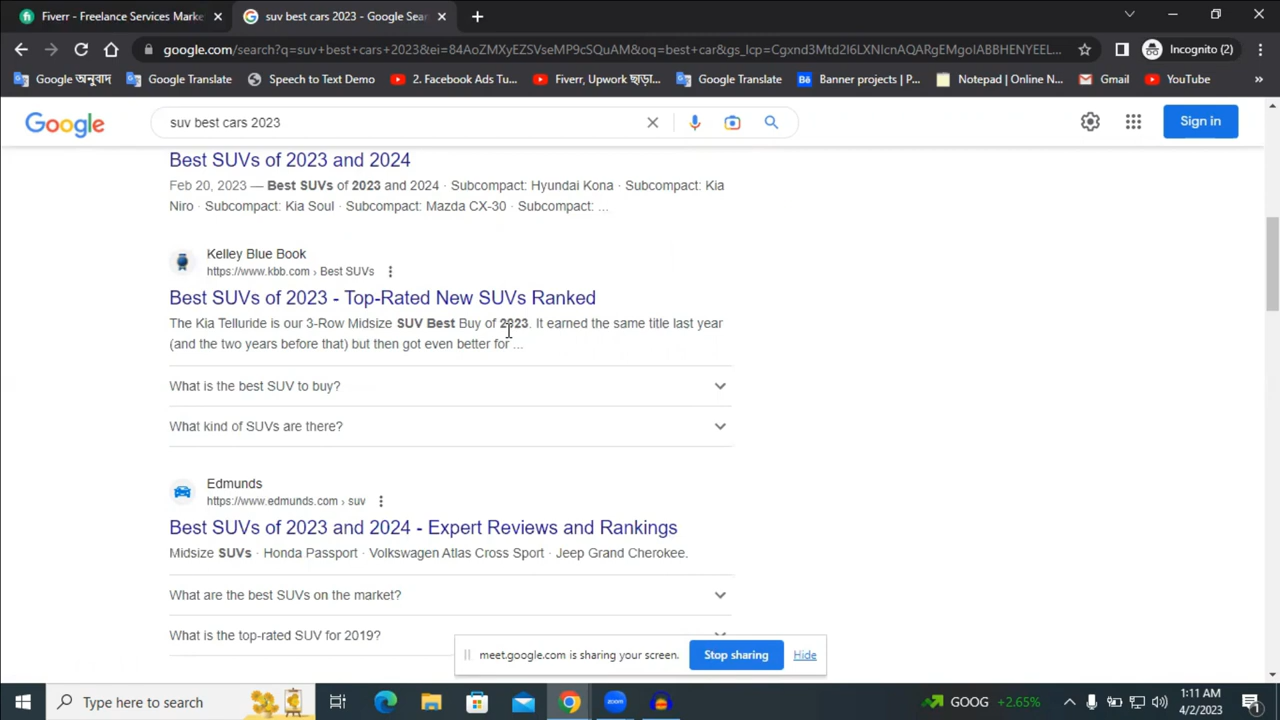 Fiverr - Freelance Services Marke
suv best cars 2023 - Google Sear
google.com/search?q=suv+best+cars+2023&ei=84AoZMXyEZSVseMP9cSQuAM&oq=best+car&gs_lcp=Cgxnd3Mtd2l6LXNlcnAQARgEMgoIABBHENYEEL...
Incognito (2)
Google অনুবাদ
Google Translate
Speech to Text Demo
2. Facebook Ads Tu...
Fiverr, Upwork ছাড়া...
Google Translate
Banner projects | P...
Notepad | Online N...
Gmail
YouTube
Google
suv best cars 2023
Sign in
Best SUVs of 2023 and 2024
Feb 20, 2023 — Best SUVs of 2023 and 2024 · Subcompact: Hyundai Kona · Subcompact: Kia
Niro · Subcompact: Kia Soul · Subcompact: Mazda CX-30 · Subcompact: ...
Kelley Blue Book
https://www.kbb.com › Best SUVs
Best SUVs of 2023 - Top-Rated New SUVs Ranked
The Kia Telluride is our 3-Row Midsize SUV Best Buy of 2023. It earned the same title last year
(and the two years before that) but then got even better for ...
What is the best SUV to buy?
What kind of SUVs are there?
Edmunds
https://www.edmunds.com › suv
Best SUVs of 2023 and 2024 - Expert Reviews and Rankings
Midsize SUVs · Honda Passport · Volkswagen Atlas Cross Sport · Jeep Grand Cherokee.
What are the best SUVs on the market?
What is the top-rated SUV for 2019?
meet.google.com is sharing your screen.
Stop sharing
Hide
Type here to search
zoom
GOOG +2.65%
1:11 AM
4/2/2023
1